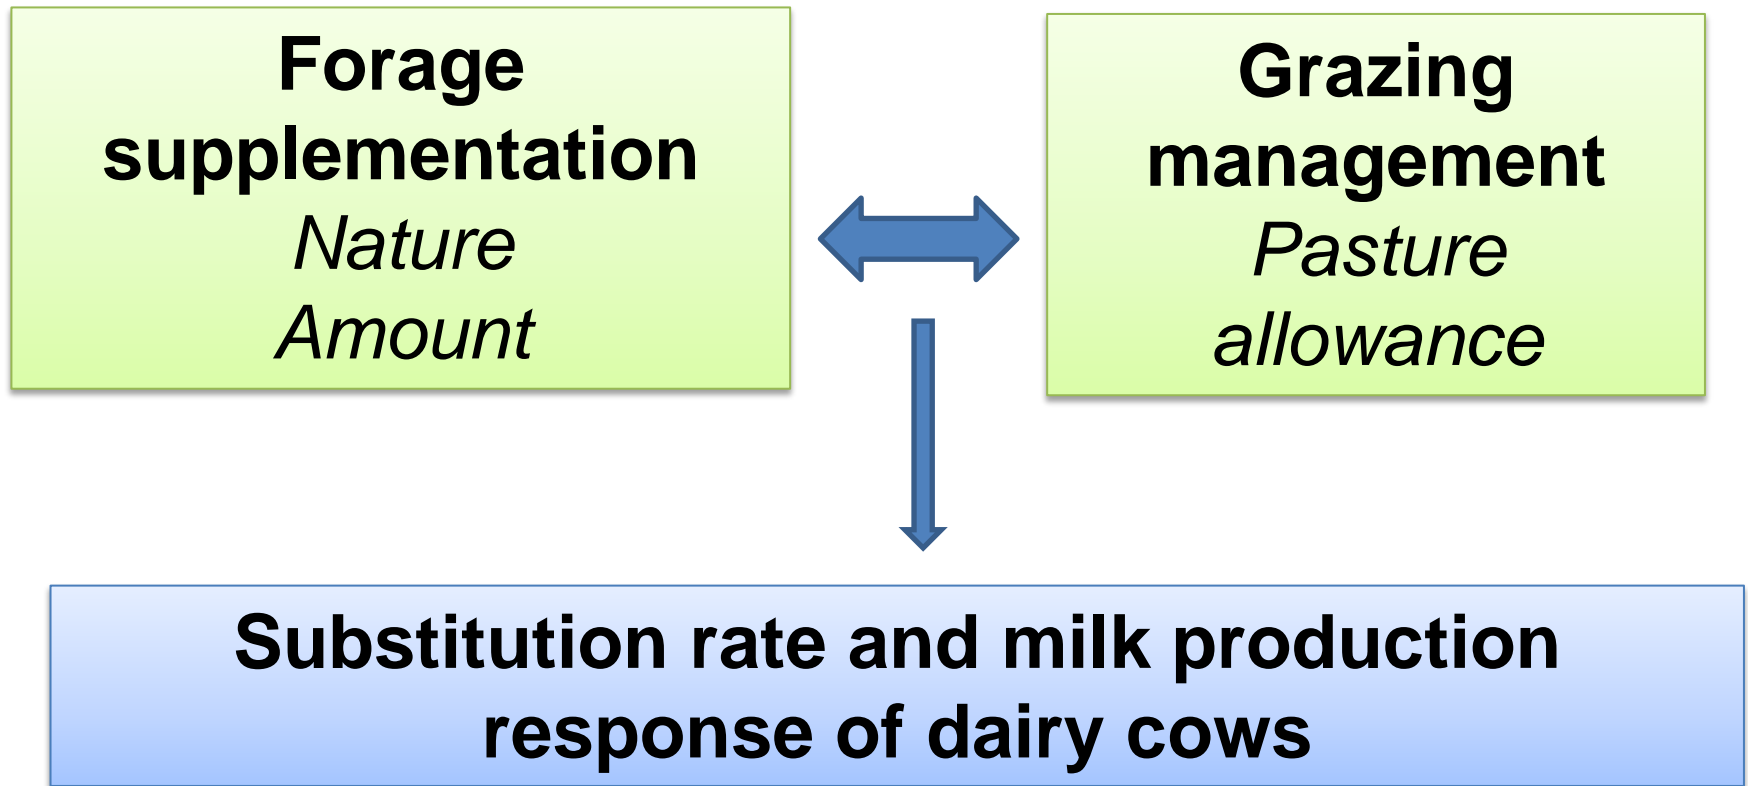 Forage
supplementation
Nature
Amount
Grazing
management
Pasture
allowance
Substitution rate and milk production
response of dairy cows